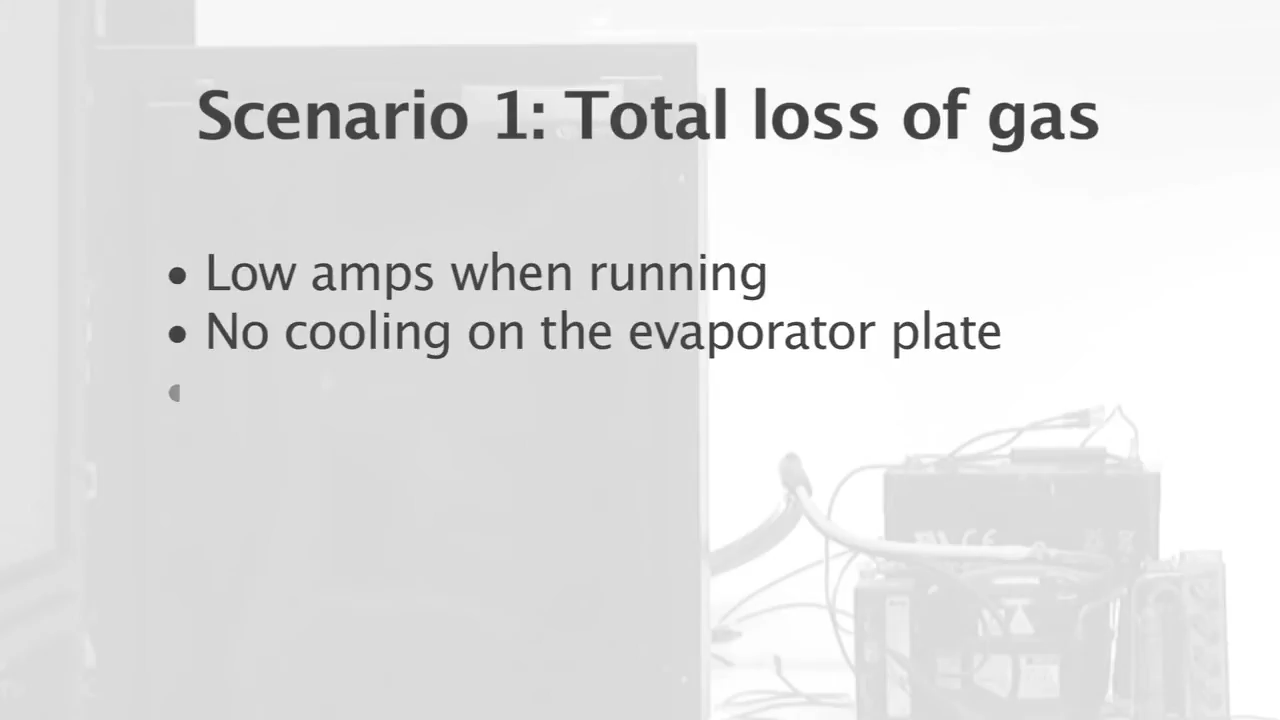 Scenario 1: Total loss of gas
• Low amps when running
• No cooling on the evaporator plate